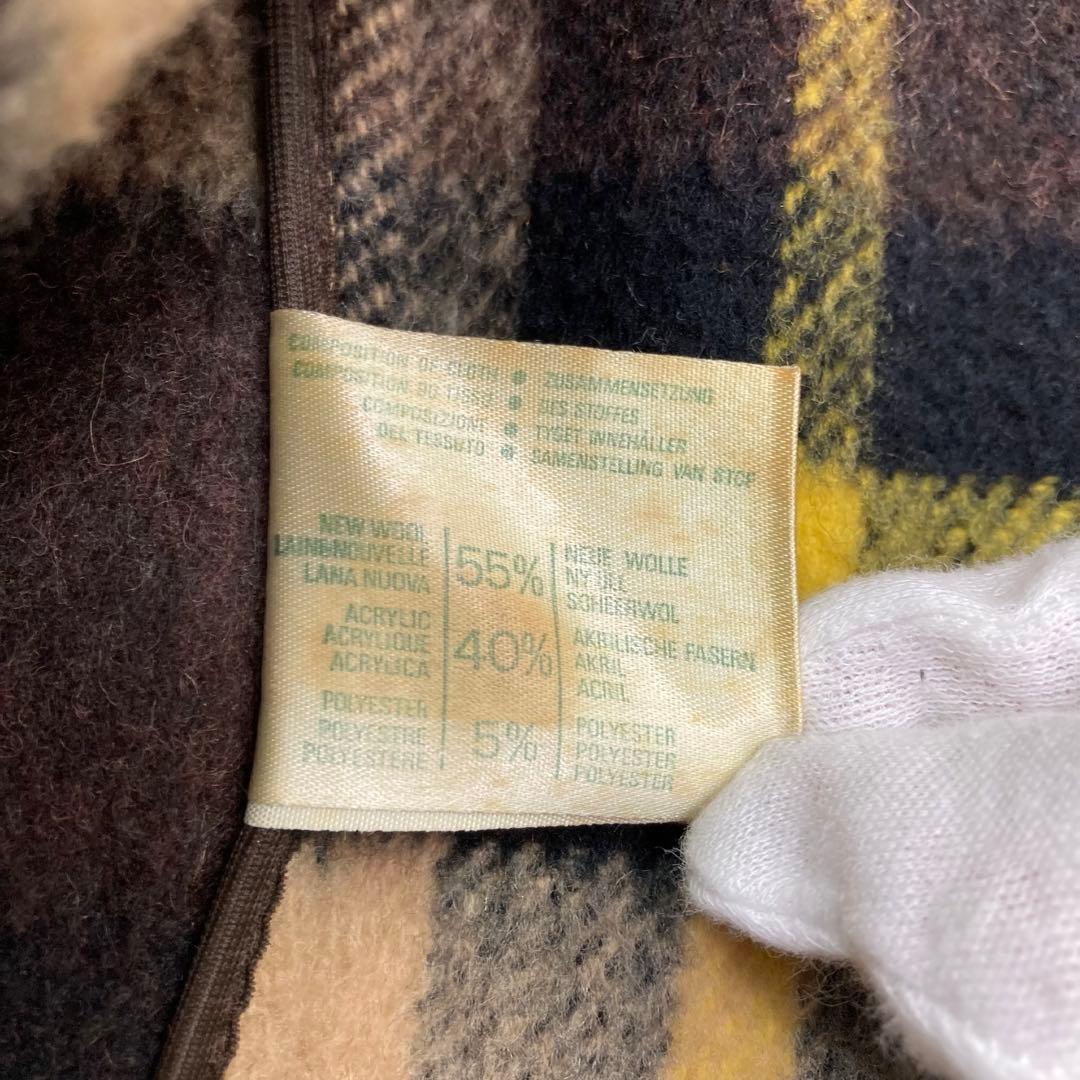 COMPOSITION OF CLOTH * ZUSAMMENSETZUNG
COMPOSITION DU TISSU * DES STOFFES
COMPOSIZIONE * TYGET INNEHALLER
DEL TESSUTO * SAMENSTELLING VAN STOF
NEW WOOL
LAINE NOUVELLE
LANA NUOVA
55%
NEUE WOLLE
NY ULL
SCHEERWOL
ACRYLIC
ACRYLIQUE
ACRYLICA
40%
AKRILISCHE FASERN
AKRIL
ACRIL
POLYESTER
POLYESTRE
POLYESTERE
5%
POLYESTER
POLYESTER
POLYESTER